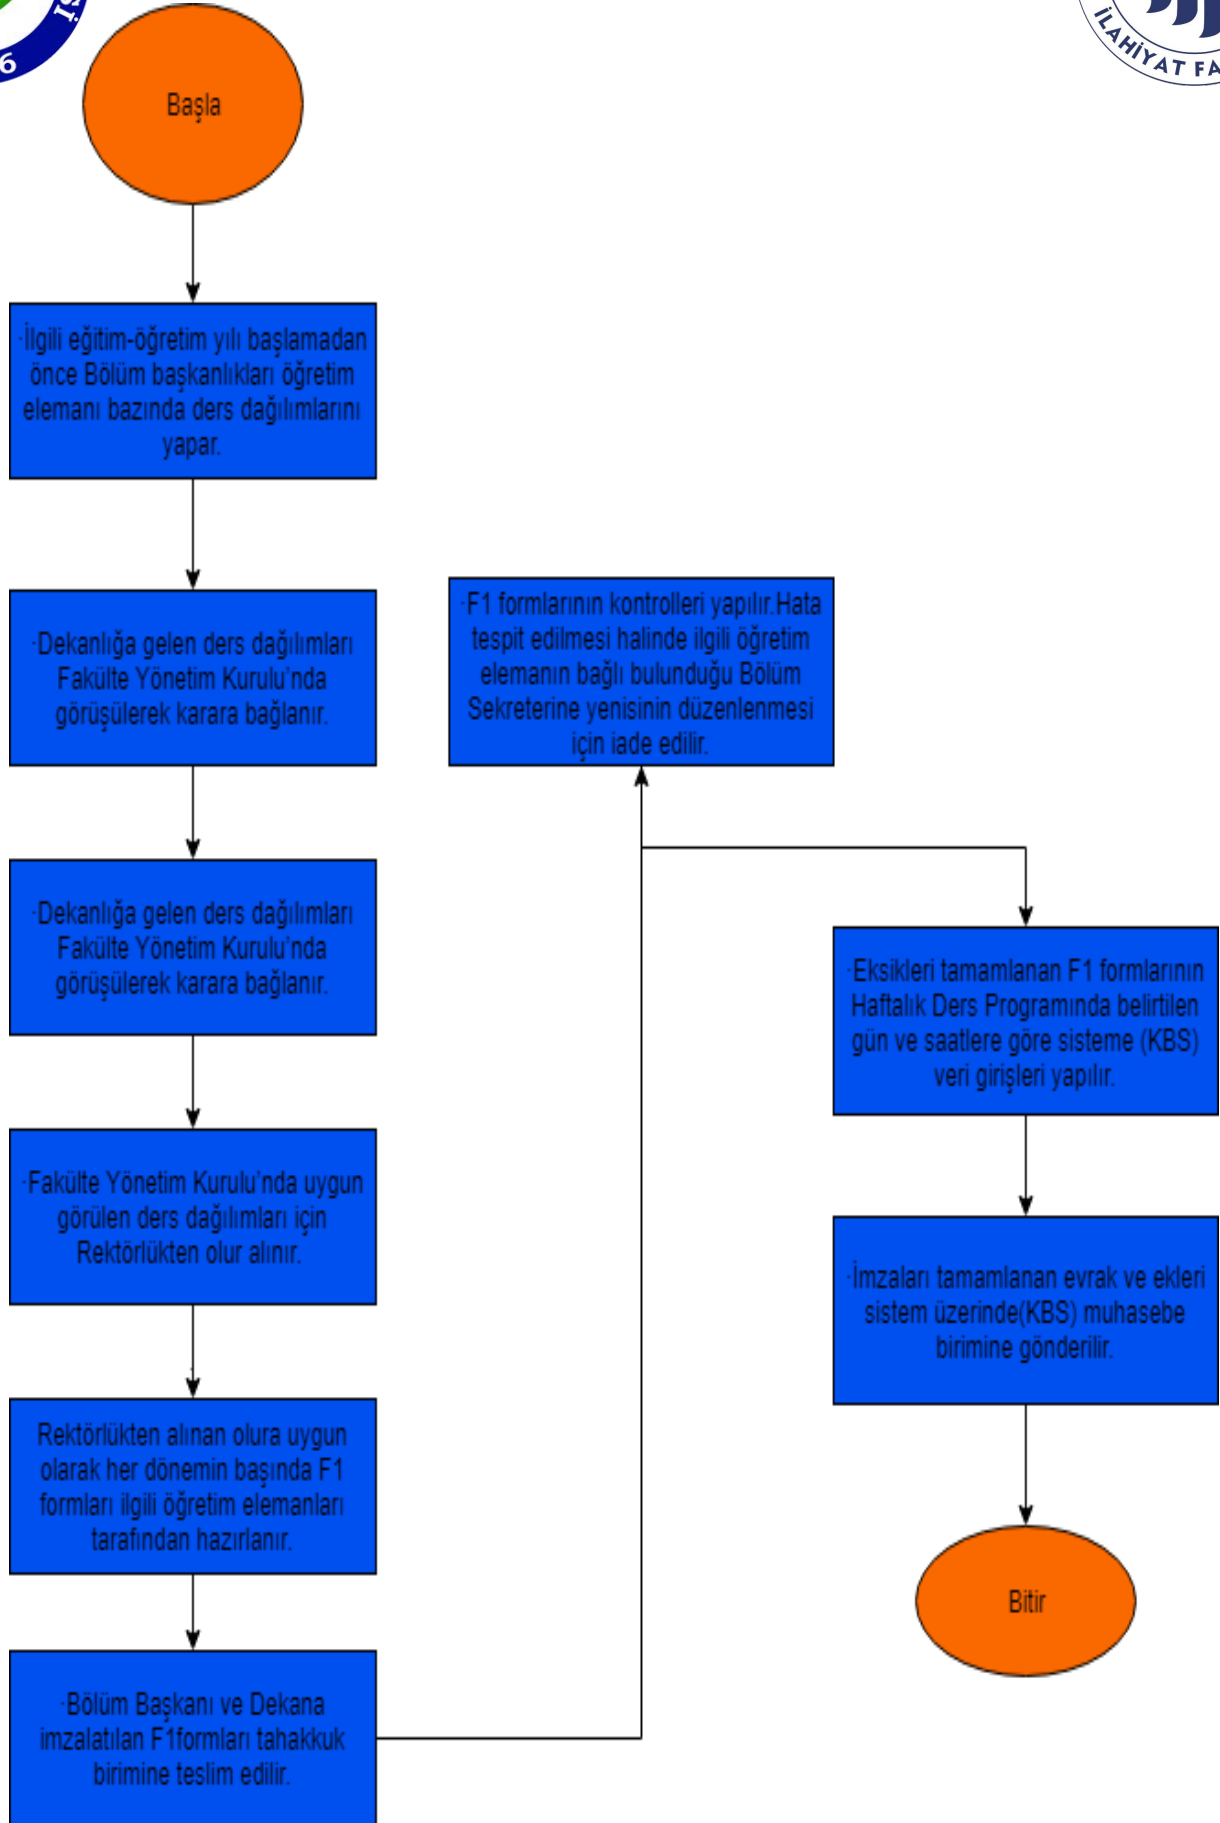 6
İLAHİYAT FA
Başla
·İlgili eğitim-öğretim yılı başlamadan
önce Bölüm başkanlıkları öğretim
elemanı bazında ders dağılımlarını
yapar.
·Dekanlığa gelen ders dağılımları
Fakülte Yönetim Kurulu'nda
görüşülerek karara bağlanır.
·Dekanlığa gelen ders dağılımları
Fakülte Yönetim Kurulu'nda
görüşülerek karara bağlanır.
·Fakülte Yönetim Kurulu'nda uygun
görülen ders dağılımları için
Rektörlükten olur alınır.
Rektörlükten alınan olura uygun
olarak her dönemin başında F1
formları ilgili öğretim elemanları
tarafından hazırlanır.
·Bölüm Başkanı ve Dekana
imzalatılan F1formları tahakkuk
birimine teslim edilir.
·F1 formlarının kontrolleri yapılır.Hata
tespit edilmesi halinde ilgili öğretim
elemanın bağlı bulunduğu Bölüm
Sekreterine yenisinin düzenlenmesi
için iade edilir.
·Eksikleri tamamlanan F1 formlarının
Haftalık Ders Programında belirtilen
gün ve saatlere göre sisteme (KBS)
veri girişleri yapılır.
·İmzaları tamamlanan evrak ve ekleri
sistem üzerinde(KBS) muhasebe
birimine gönderilir.
Bitir